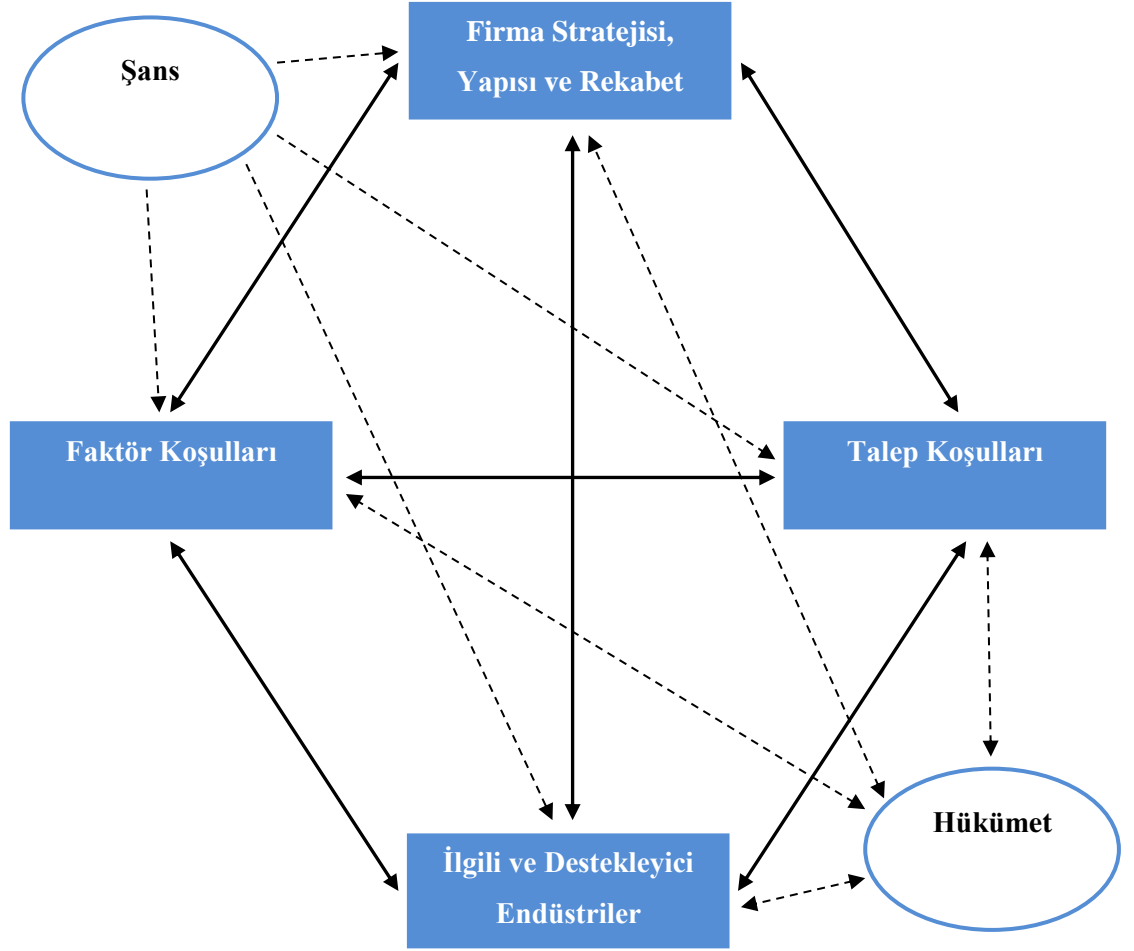 Firma Stratejisi,
Yapısı ve Rekabet
Şans
Faktör Koşulları
Talep Koşulları
Hükümet
İlgili ve Destekleyici
Endüstriler